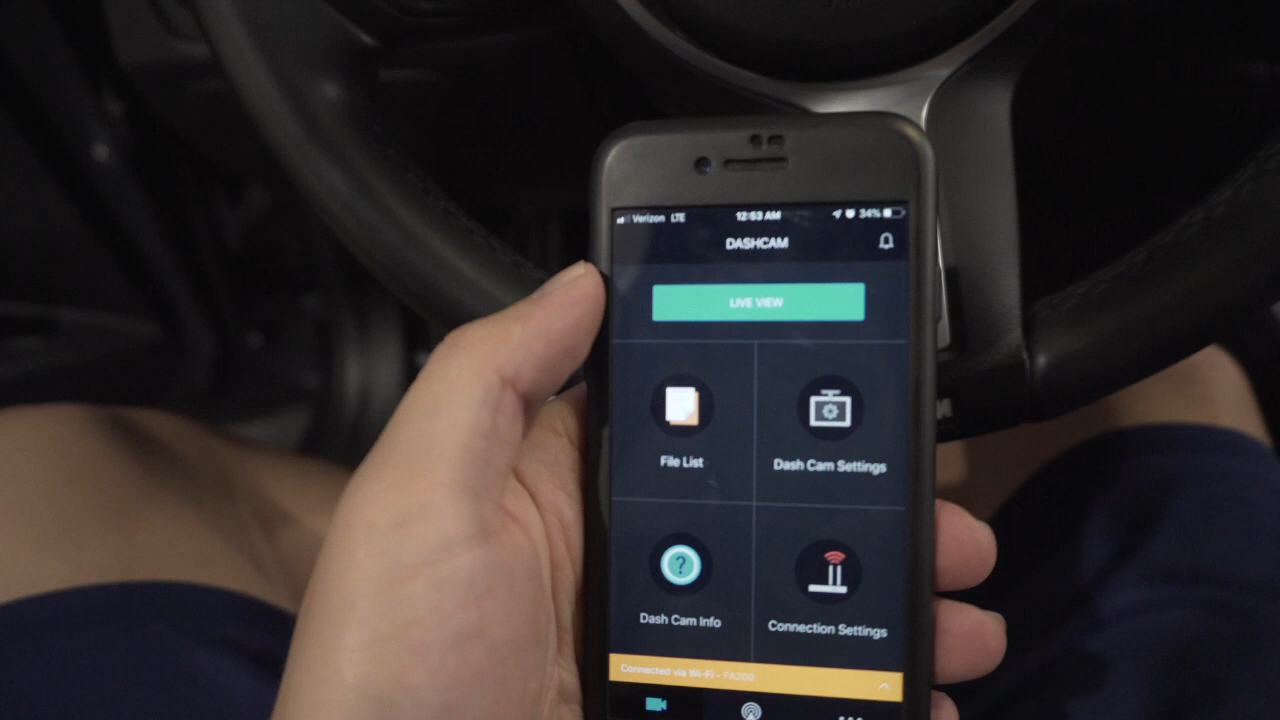 Verizon LTE 12:53 AM 34%
DASHCAM
LIVE VIEW
File List
Dash Cam Settings
?
Dash Cam Info
Connection Settings
Connected via Wi-Fi - FA200